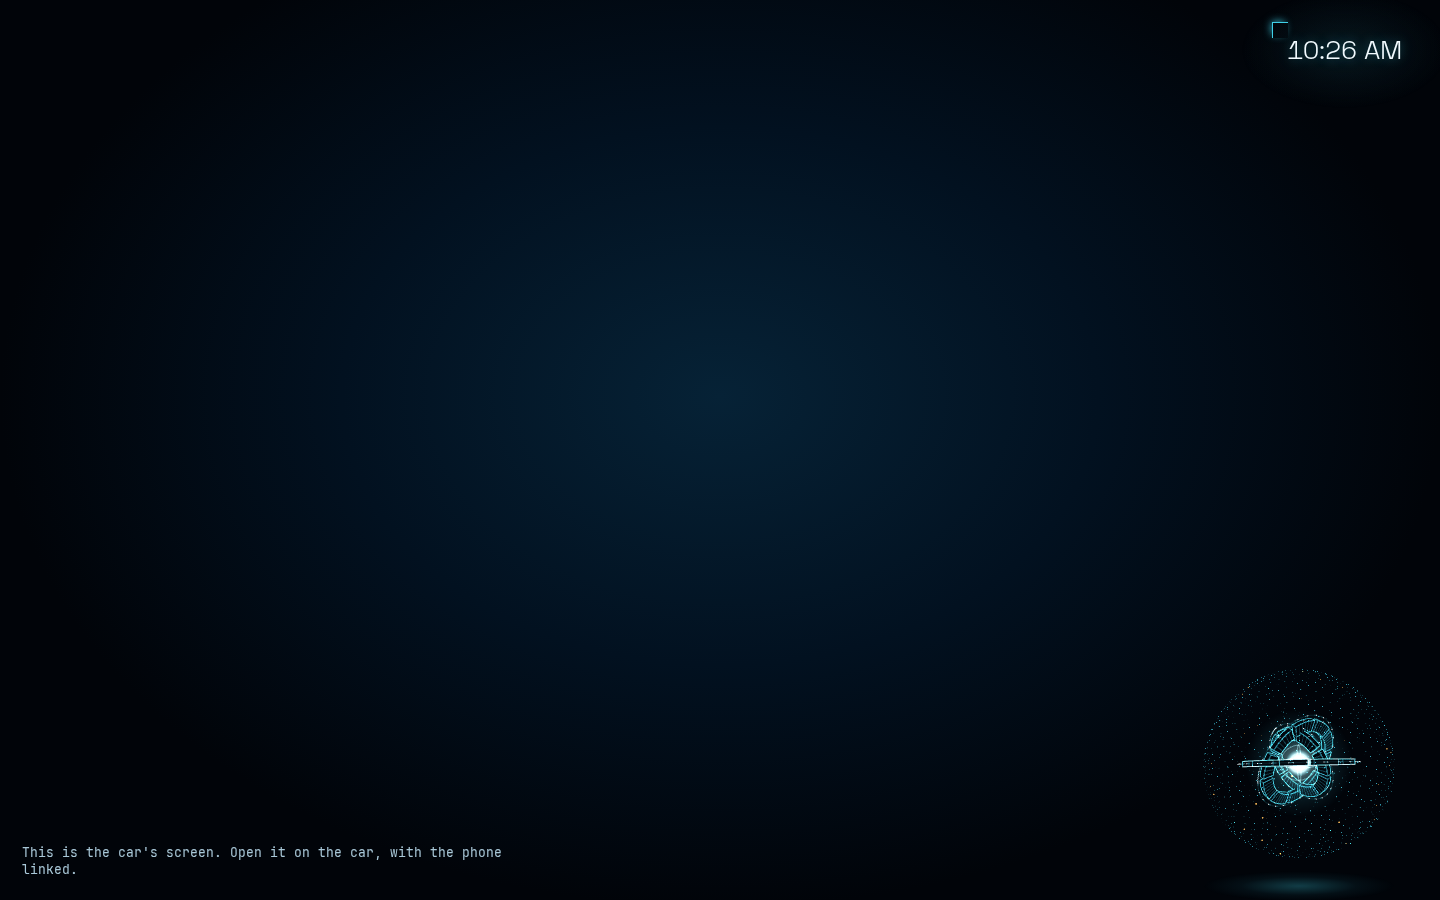 10:26 AM
This is the car's screen. Open it on the car, with the phone
linked.